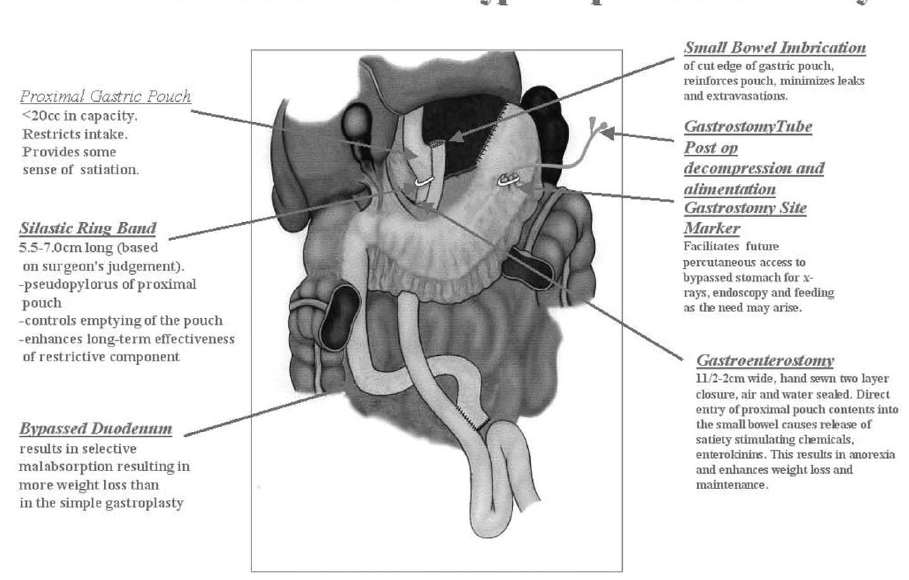 Proximal Gastric Pouch
<20cc in capacity.
Restricts intake.
Provides some
sense of satiation.
Silastic Ring Band
5.5-7.0cm long (based
on surgeon's judgement).
-pseudopylorus of proximal
pouch
-controls emptying of the pouch
-enhances long-term effectiveness
of restrictive component
Bypassed Duodenum
results in selective
malabsorption resulting in
more weight loss than
in the simple gastroplasty
Small Bowel Imbrication
of cut edge of gastric pouch,
reinforces pouch, minimizes leaks
and extravasations.
GastrostomyTube
Post op
decompression and
alimentation
Gastrostomy Site
Marker
Facilitates future
percutaneous access to
bypassed stomach for x-
rays, endoscopy and feeding
as the need may arise.
Gastroenterostomy
11/2-2cm wide, hand sewn two layer
closure, air and water sealed. Direct
entry of proximal pouch contents into
the small bowel causes release of
satiety stimulating chemicals,
enterokinins. This results in anorexia
and enhances weight loss and
maintenance.